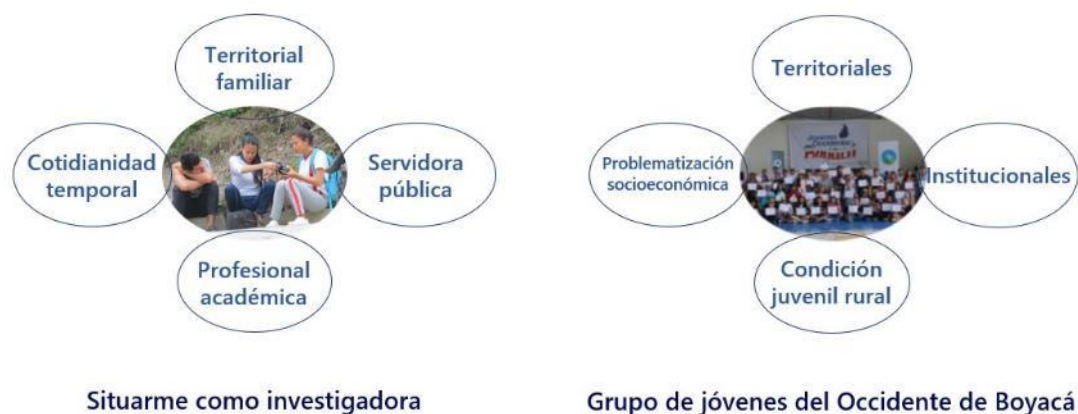 Territorial
familiar
Cotidianidad
temporal
Servidora
pública
Profesional
académica
Situarme como investigadora
Territoriales
Problematización
socioeconómica
Institucionales
Condición
juvenil rural
Grupo de jóvenes del Occidente de Boyacá